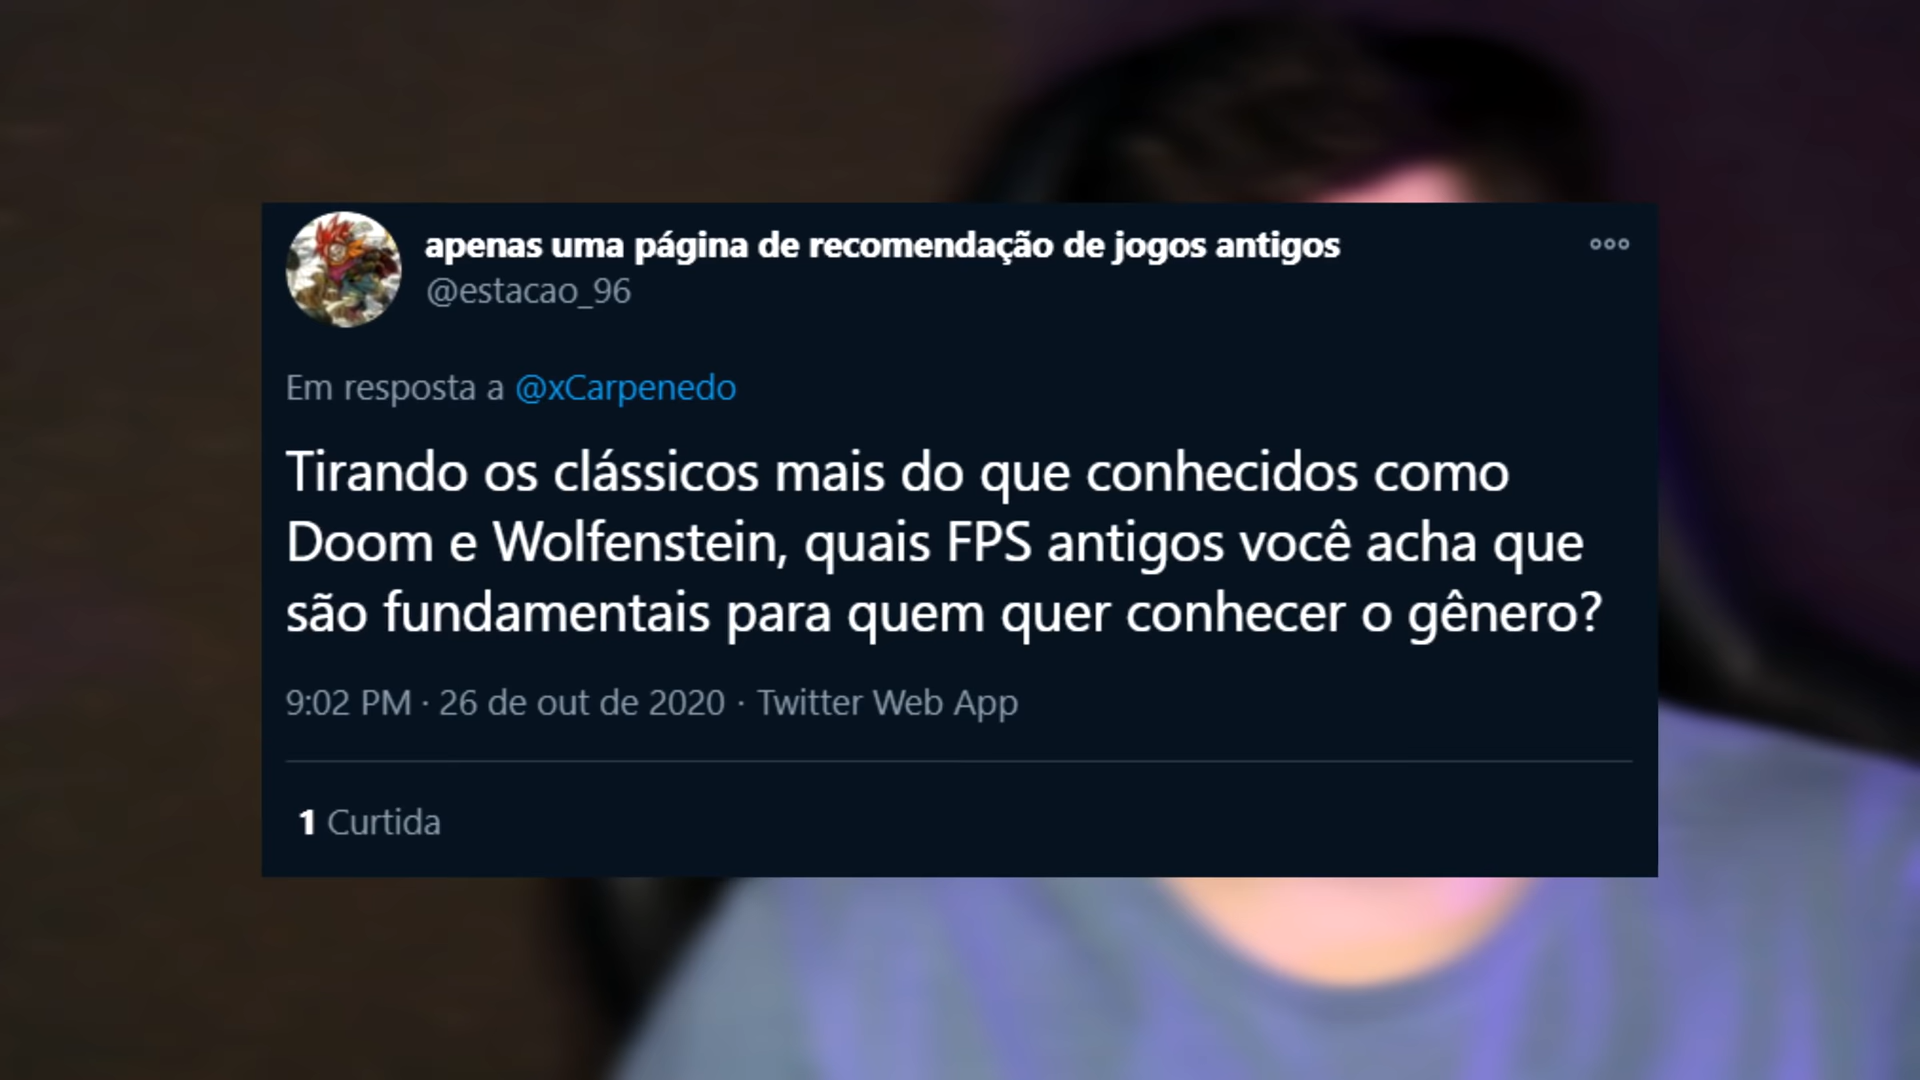 apenas uma página de recomendação de jogos antigos
@estacao_96
Em resposta a @xCarpenedo
Tirando os clássicos mais do que conhecidos como
Doom e Wolfenstein, quais FPS antigos você acha que
são fundamentais para quem quer conhecer o gênero?
9:02 PM · 26 de out de 2020 · Twitter Web App
1 Curtida